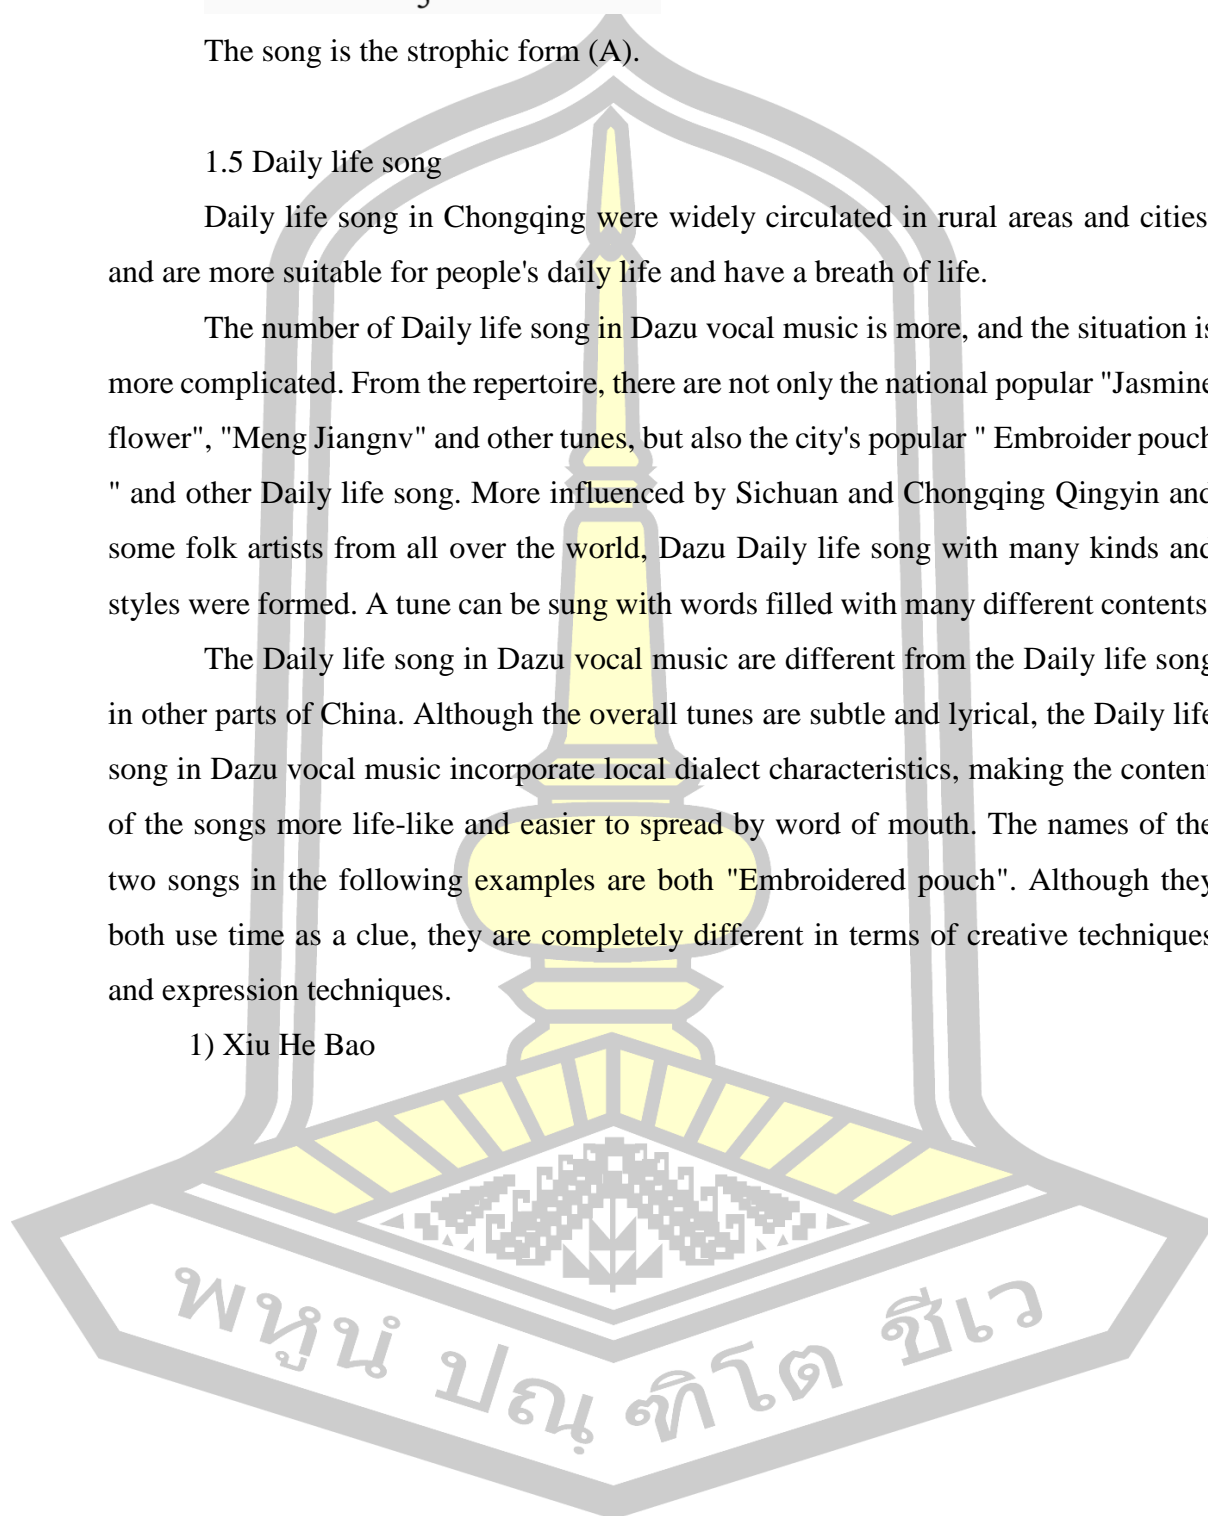 The song is the strophic form (A).
1.5 Daily life song
Daily life song in Chongqing were widely circulated in rural areas and cities
and are more suitable for people's daily life and have a breath of life.
The number of Daily life song in Dazu vocal music is more, and the situation is
more complicated. From the repertoire, there are not only the national popular "Jasmine
flower", "Meng Jiangnv" and other tunes, but also the city's popular " Embroider pouch
" and other Daily life song. More influenced by Sichuan and Chongqing Qingyin and
some folk artists from all over the world, Dazu Daily life song with many kinds and
styles were formed. A tune can be sung with words filled with many different contents
The Daily life song in Dazu vocal music are different from the Daily life song
in other parts of China. Although the overall tunes are subtle and lyrical, the Daily life
song in Dazu vocal music incorporate local dialect characteristics, making the content
of the songs more life-like and easier to spread by word of mouth. The names of the
two songs in the following examples are both "Embroidered pouch". Although they
both use time as a clue, they are completely different in terms of creative techniques
and expression techniques.
1) Xiu He Bao
พหูนํ ปณฺฑิโต ชีเว